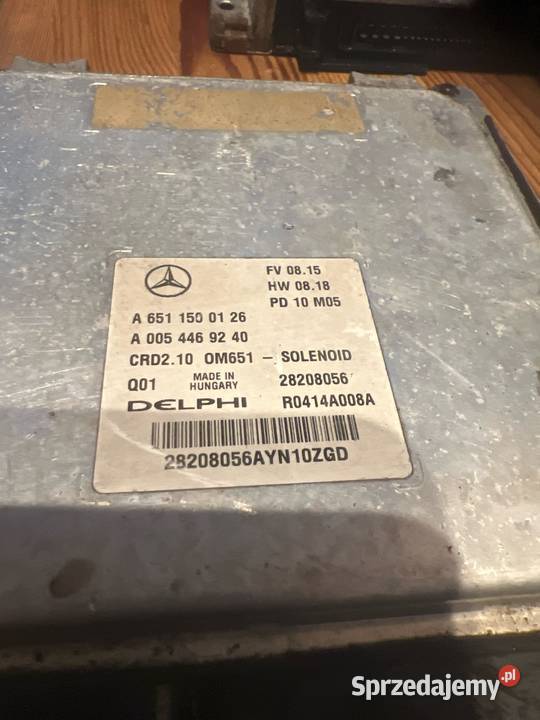 FV 08.15
HW 08.18
PD 10 M05
A 651 150 01 26
A 005 446 92 40
CRD2.10 OM651 - SOLENOID
Q01 MADE IN HUNGARY 28208056
DELPHI R0414A008A
28208056AYN10ZGD
Sprzedajemy.pl